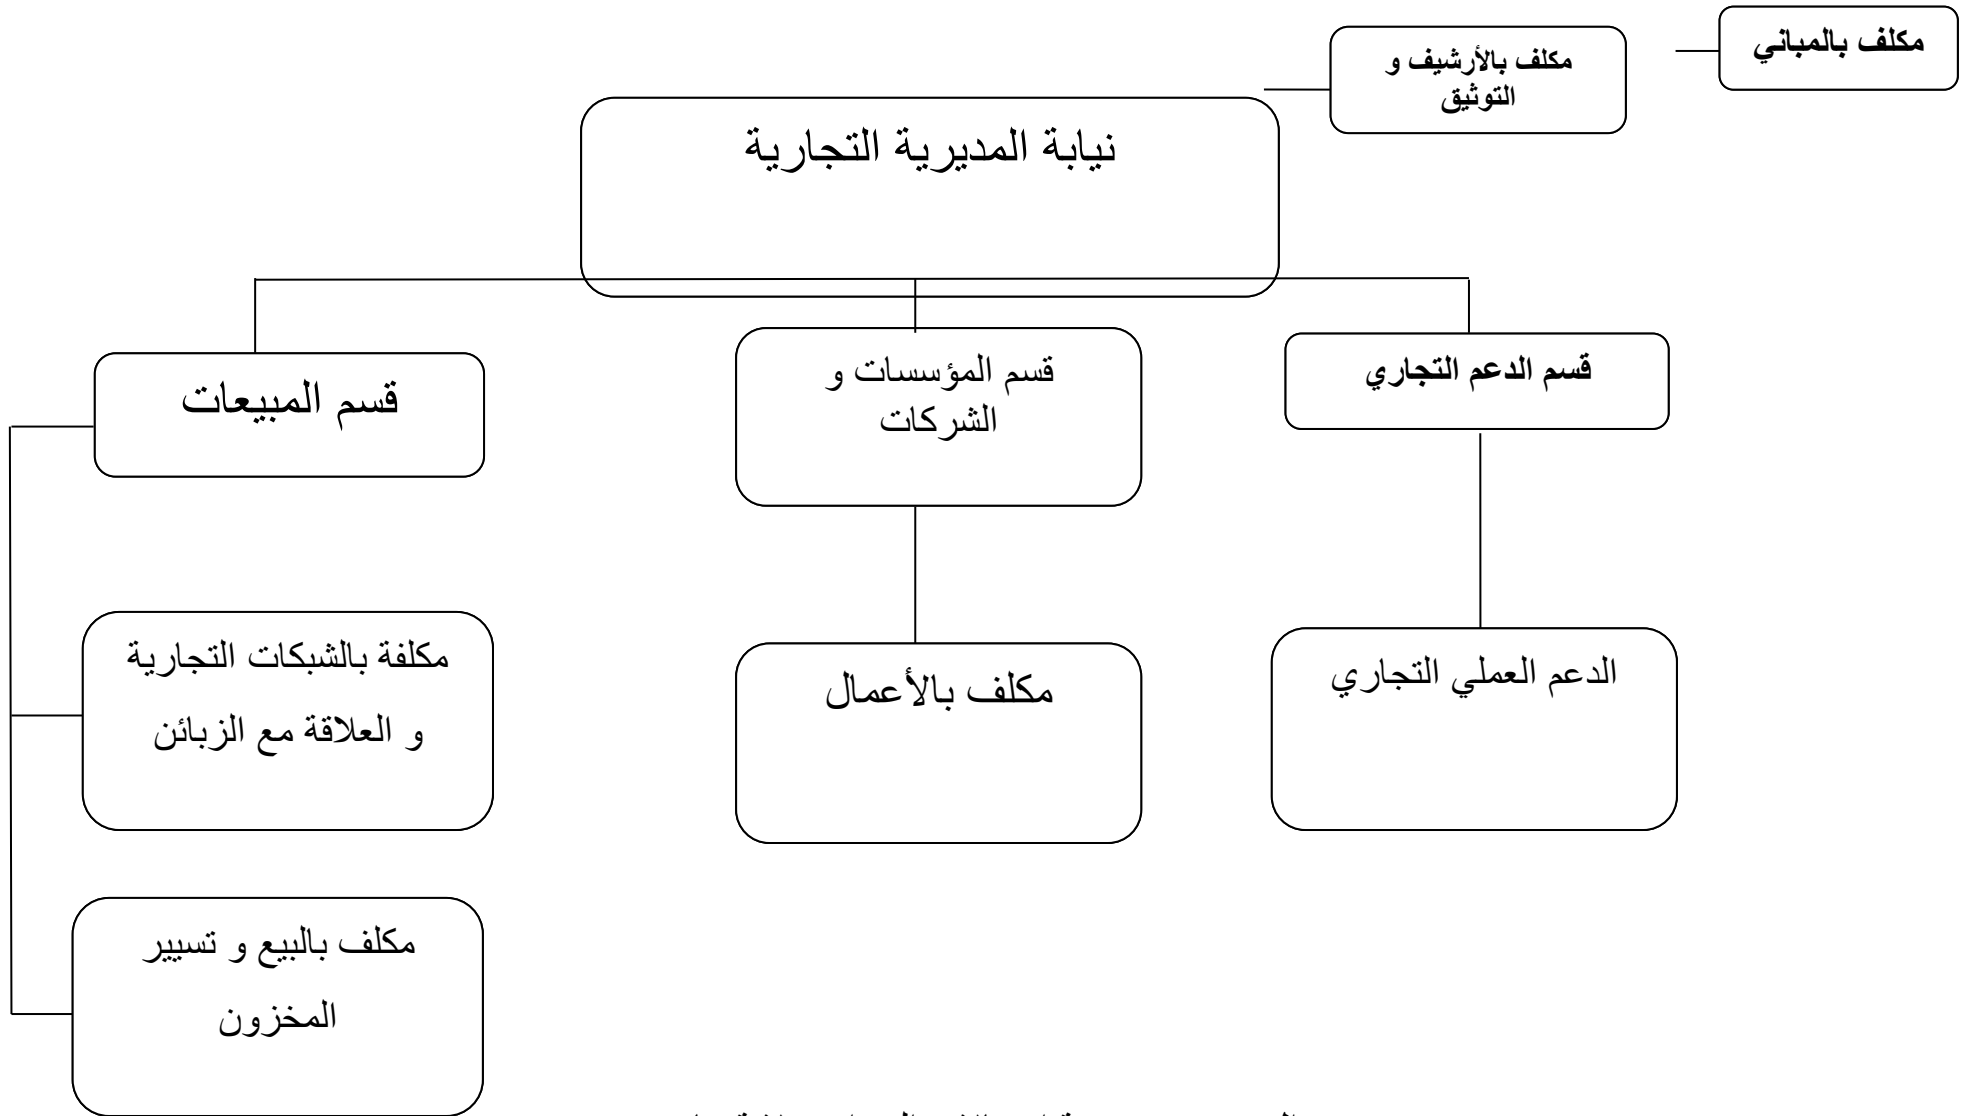 مكلف بالمباني
مكلف بالأرشيف و
التوثيق
نيابة المديرية التجارية
قسم الدعم التجاري
قسم المؤسسات و
الشركات
قسم المبيعات
الدعم العملي التجاري
مكلف بالأعمال
مكلفة بالشبكات التجارية
و العلاقة مع الزبائن
مكلف بالبيع و تسيير
المخزون